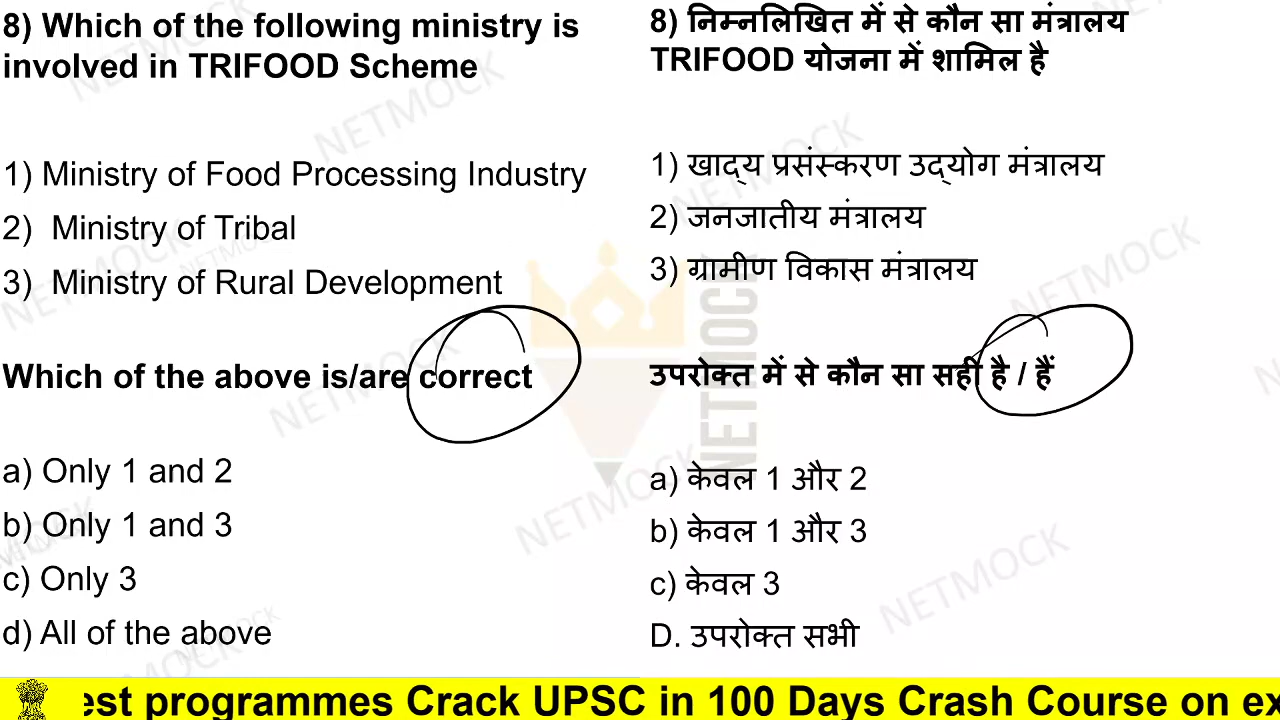 8) Which of the following ministry is
involved in TRIFOOD Scheme
1) Ministry of Food Processing Industry
2) Ministry of Tribal
3) Ministry of Rural Development
Which of the above is/are correct
a) Only 1 and 2
b) Only 1 and 3
c) Only 3
d) All of the above
8) निम्नलिखित में से कौन सा मंत्रालय
TRIFOOD योजना में शामिल है
1) खाद्य प्रसंस्करण उद्योग मंत्रालय
2) जनजातीय मंत्रालय
3) ग्रामीण विकास मंत्रालय
उपरोक्त में से कौन सा सही है / हैं
a) केवल 1 और 2
b) केवल 1 और 3
c) केवल 3
D. उपरोक्त सभी
NETMOCK
programmes Crack UPSC in 100 Days Crash Course on